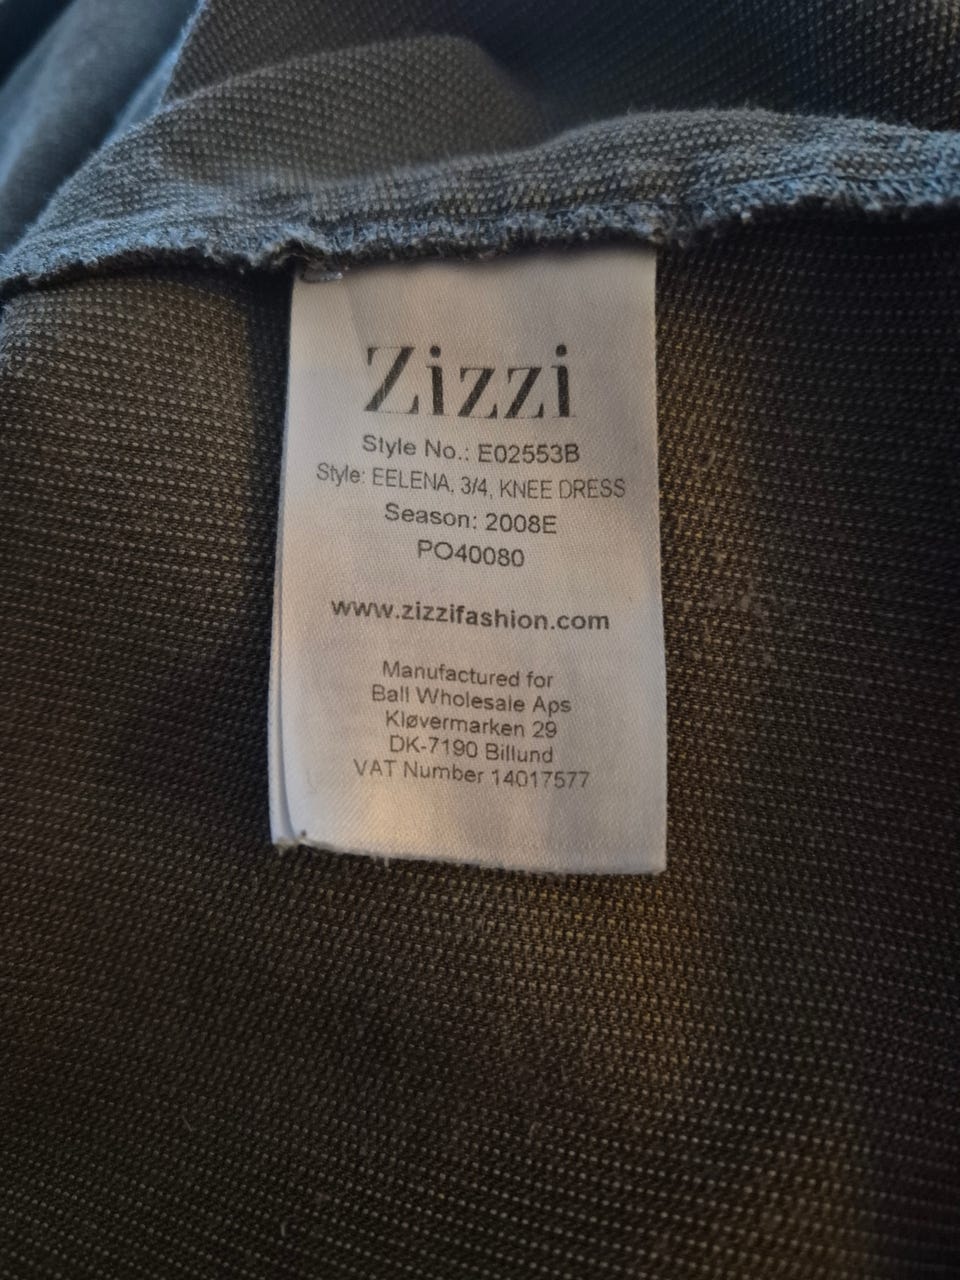 Zizzi
Style No.: E02553B
Style: EELENA, 3/4, KNEE DRESS
Season: 2008E
PO40080
www.zizzifashion.com
Manufactured for
Ball Wholesale Aps
Kløvermarken 29
DK-7190 Billund
VAT Number 14017577